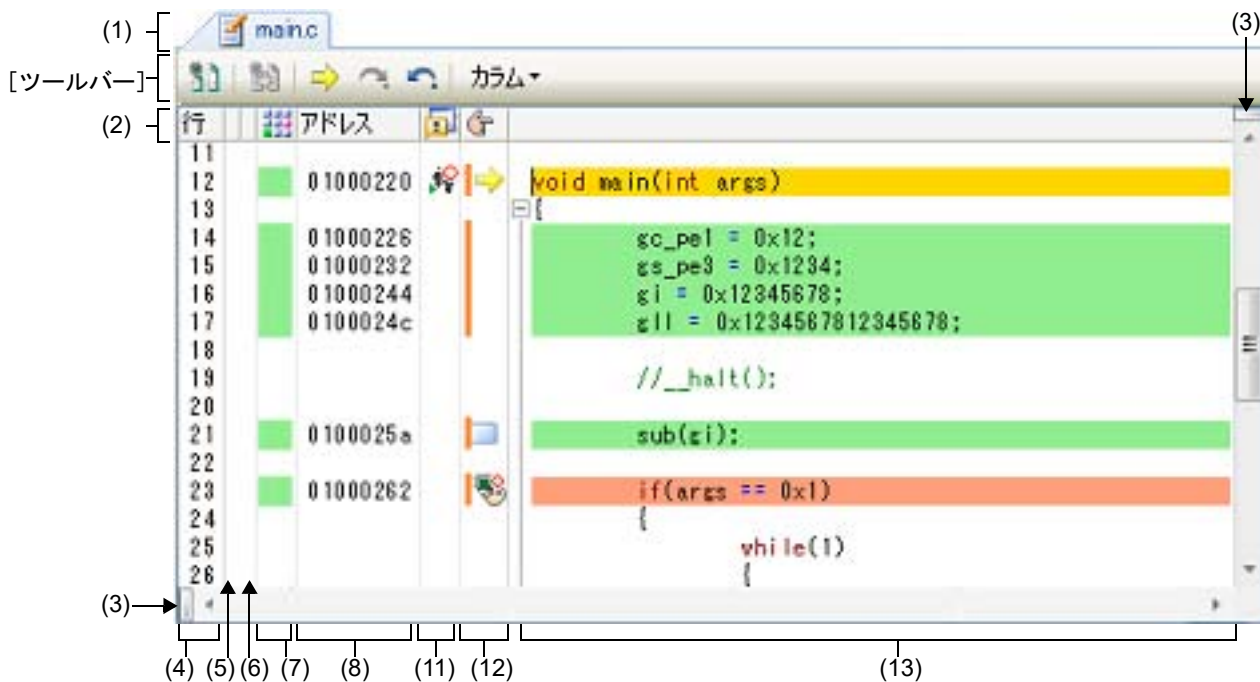 (1)
main.c
(3)
[ツールバー]
カラム
(2)
行 アドレス
11
12 01000220 void main(int args)
13 {
14 01000226 gc_pe1 = 0x12;
15 01000232 gs_pe3 = 0x1234;
16 01000244 gi = 0x12345678;
17 0100024c gll = 0x1234567812345678;
18
19 //__halt();
20
21 0100025a sub(gi);
22
23 01000262 if(args == 0x1)
24 {
25 while(1)
26 {
(3)
(4) (5) (6) (7) (8) (11) (12) (13)